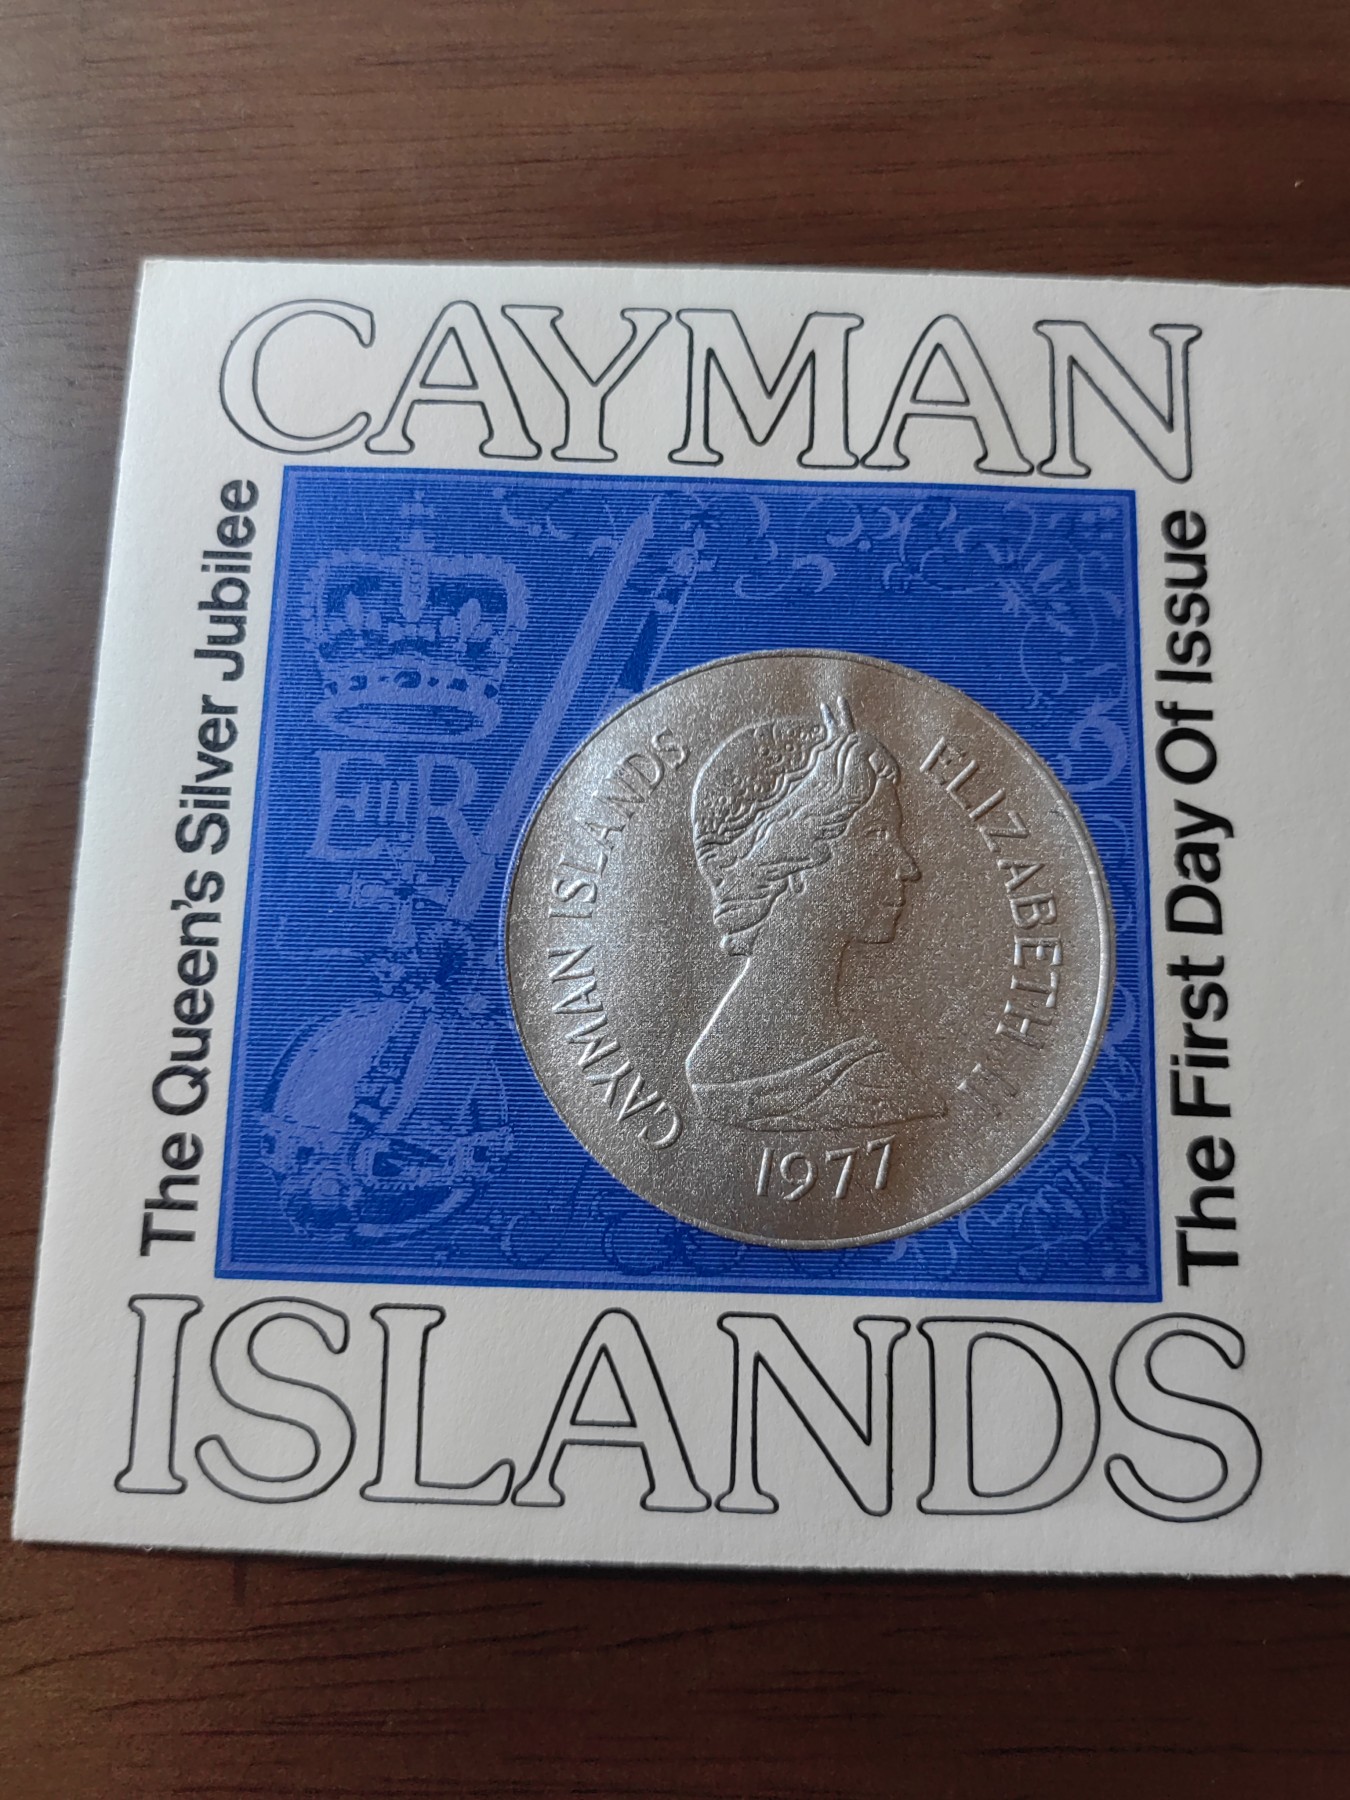 CAYMAN
The Queen's Silver Jubilee
EIIR
CAYMAN ISLANDS
ELIZABETH II
1977
The First Day Of Issue
ISLANDS